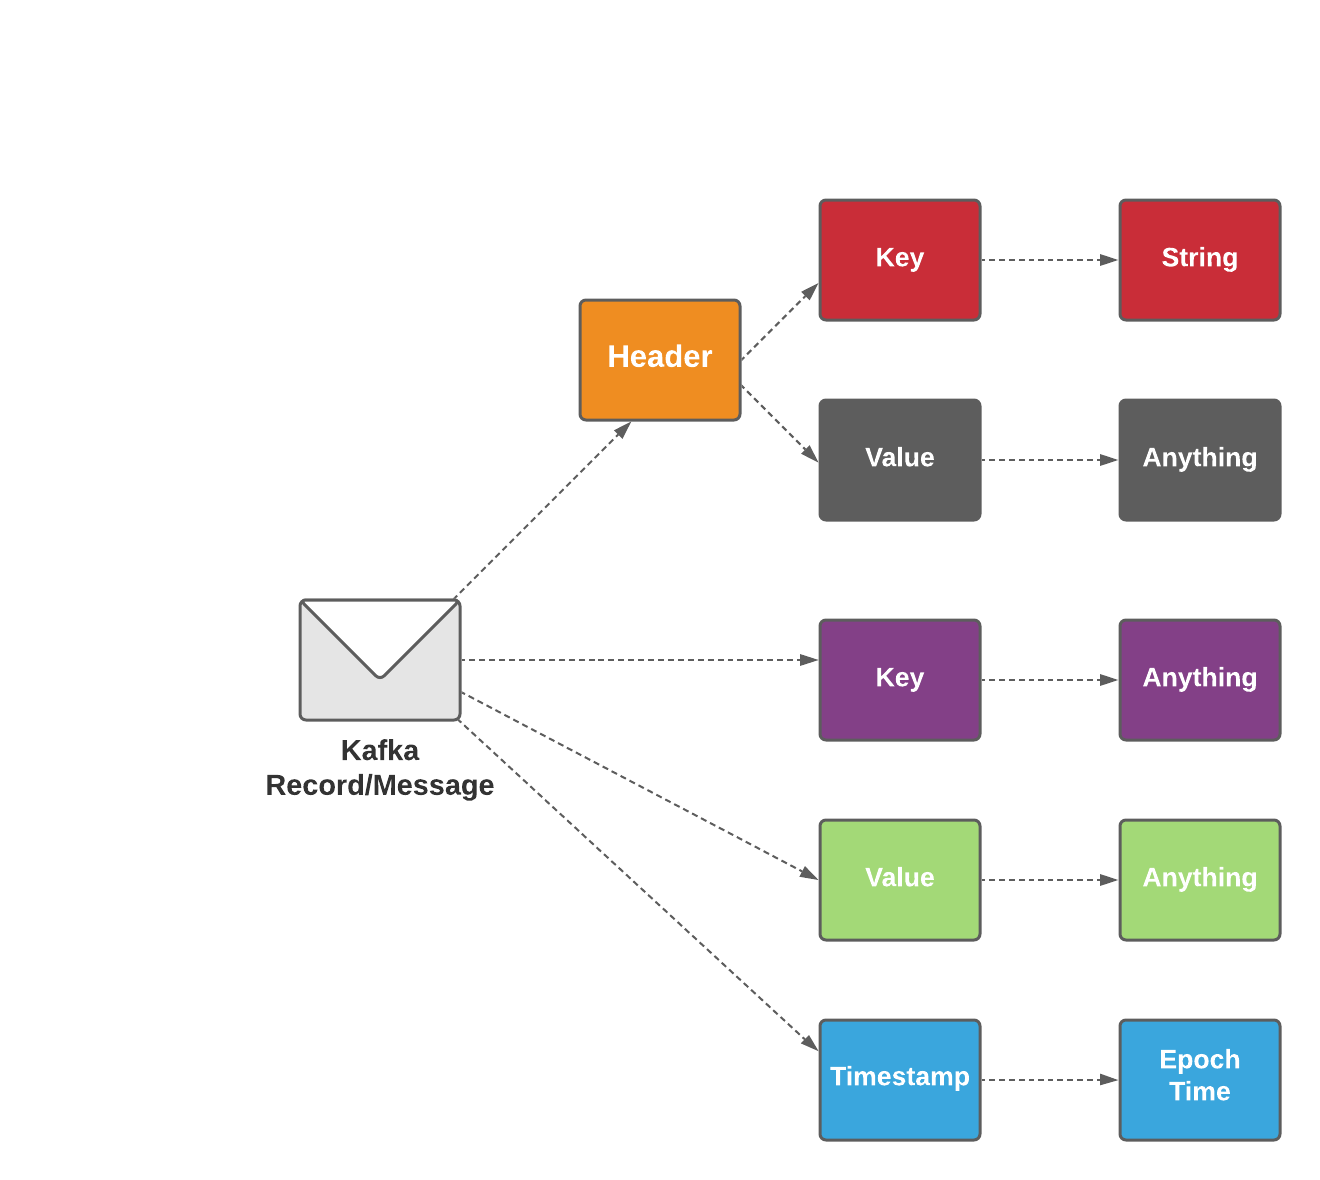 Key
String
Header
Value
Anything
Key
Anything
Kafka
Record/Message
Value
Anything
Timestamp
Epoch
Time